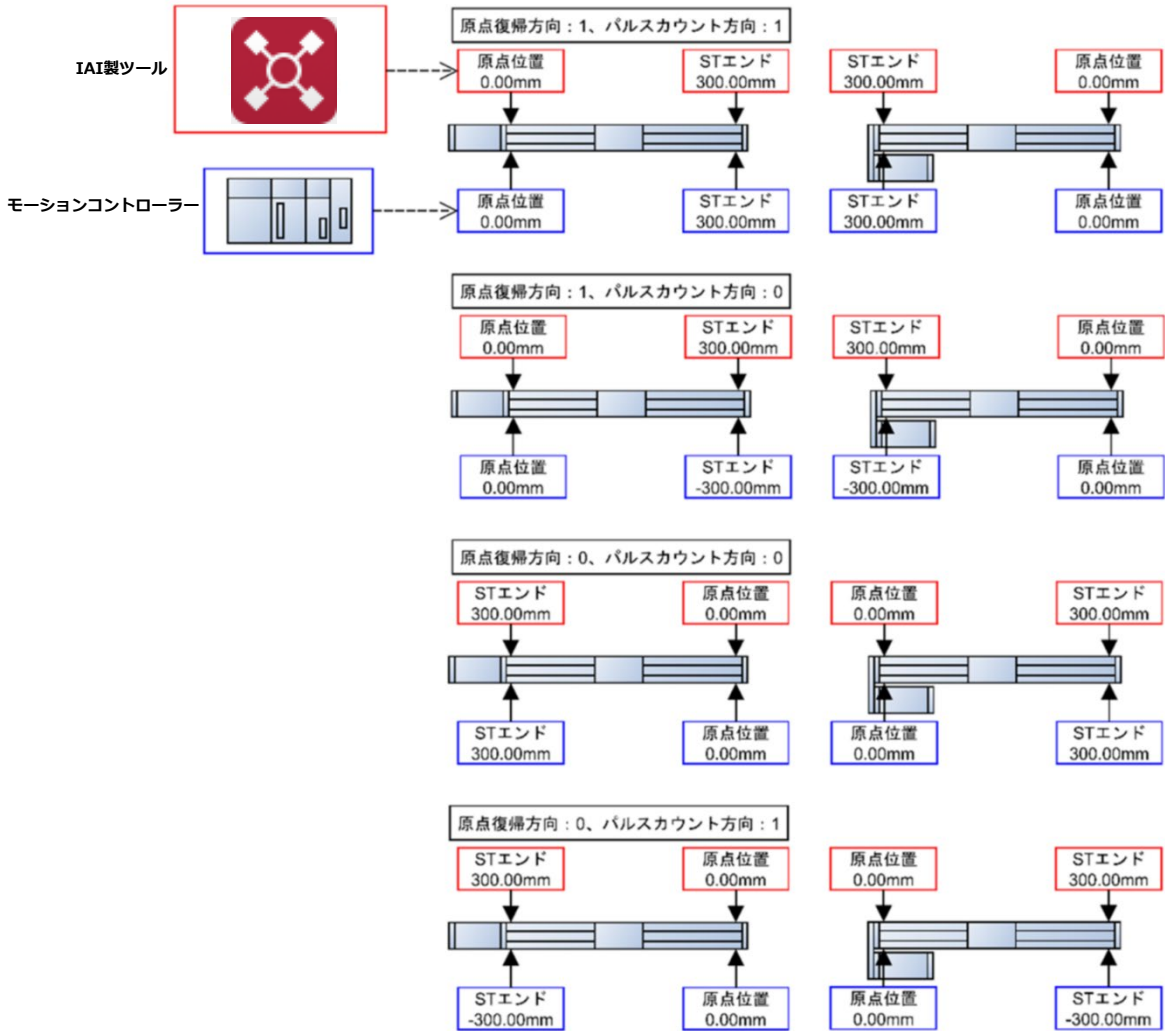 原点復帰方向：1、パルスカウント方向：1
IAI製ツール
原点位置
0.00mm
STエンド
300.00mm
STエンド
300.00mm
原点位置
0.00mm
モーションコントローラー
原点位置
0.00mm
STエンド
300.00mm
STエンド
300.00mm
原点位置
0.00mm
原点復帰方向：1、パルスカウント方向：0
原点位置
0.00mm
STエンド
300.00mm
STエンド
300.00mm
原点位置
0.00mm
原点位置
0.00mm
STエンド
-300.00mm
STエンド
-300.00mm
原点位置
0.00mm
原点復帰方向：0、パルスカウント方向：0
STエンド
300.00mm
原点位置
0.00mm
原点位置
0.00mm
STエンド
300.00mm
STエンド
300.00mm
原点位置
0.00mm
原点位置
0.00mm
STエンド
300.00mm
原点復帰方向：0、パルスカウント方向：1
STエンド
300.00mm
原点位置
0.00mm
原点位置
0.00mm
STエンド
300.00mm
STエンド
-300.00mm
原点位置
0.00mm
原点位置
0.00mm
STエンド
-300.00mm